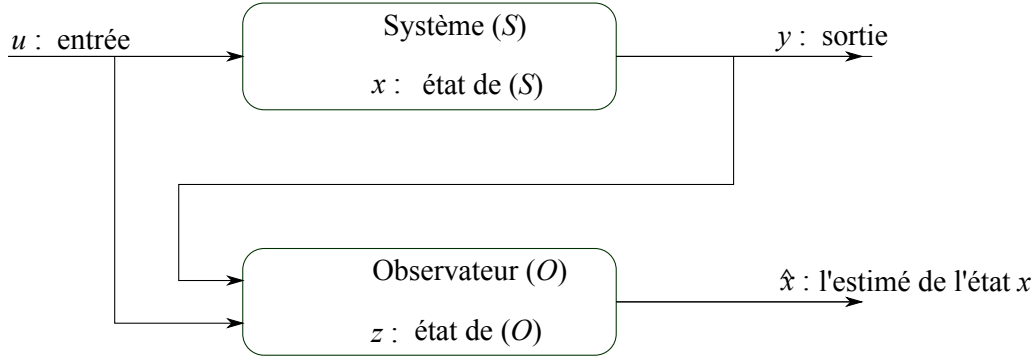 u : entrée
Système (S)
x : état de (S)
y : sortie
Observateur (O)
z : état de (O)
x̂ : l'estimé de l'état x